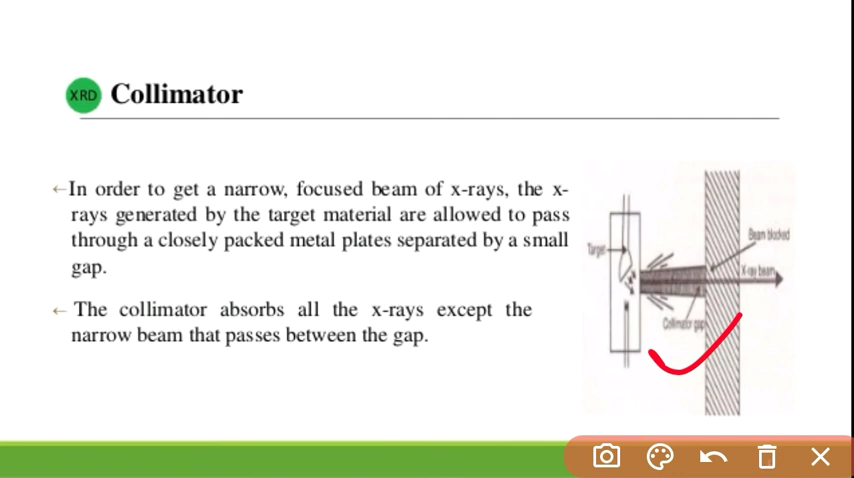 XRD Collimator
←In order to get a narrow, focused beam of x-rays, the x-
rays generated by the target material are allowed to pass
through a closely packed metal plates separated by a small
gap.
← The collimator absorbs all the x-rays except the
narrow beam that passes between the gap.
Beam blocked
Target
X-ray beam
Collimator gap